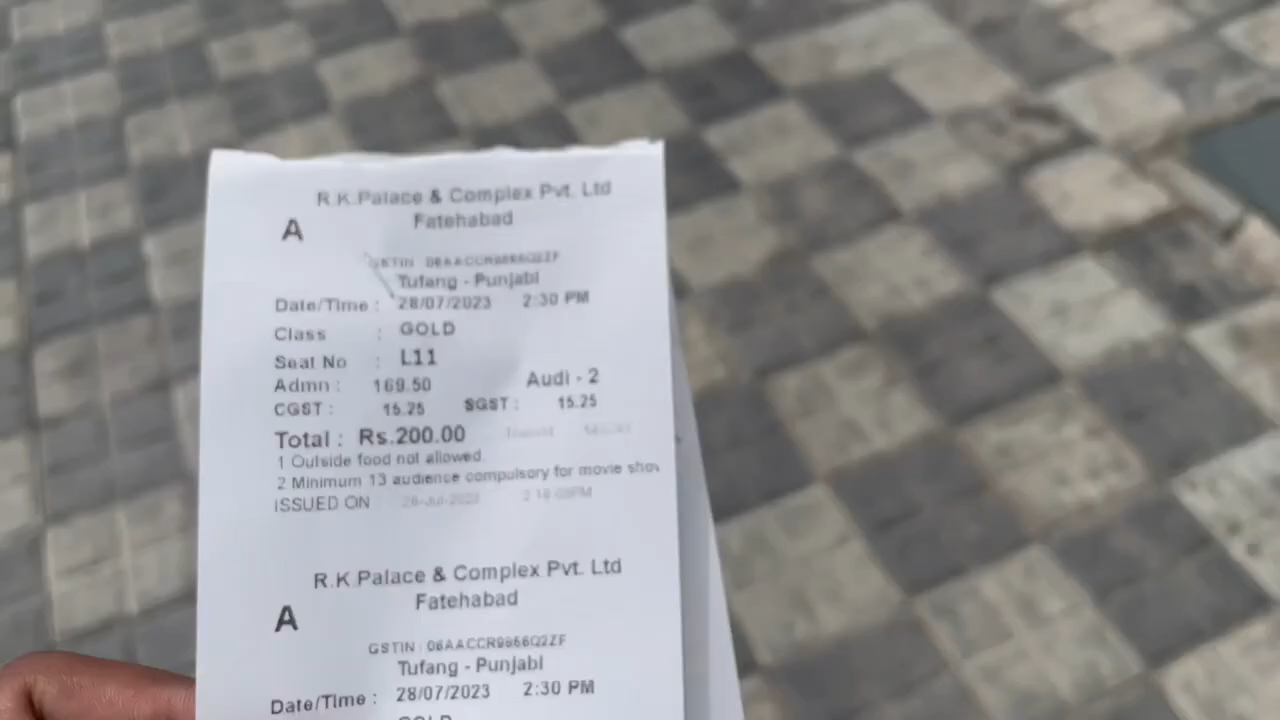 R.K.Palace & Complex Pvt. Ltd
A
Fatehabad
GSTIN
Tufang - Punjabi
Date/Time : 28/07/2023 2:30 PM
Class : GOLD
Seat No : L11
Admn : 169.50 Audi - 2
CGST : 15.25 SGST : 15.25
Total : Rs.200.00
1 Outside food not allowed.
2 Minimum 13 audience compulsory for movie show
ISSUED ON 28-Jul-2023
R.K.Palace & Complex Pvt. Ltd
A
Fatehabad
GSTIN : 06AACCR9866Q2ZF
Tufang - Punjabi
Date/Time : 28/07/2023 2:30 PM
GOLD